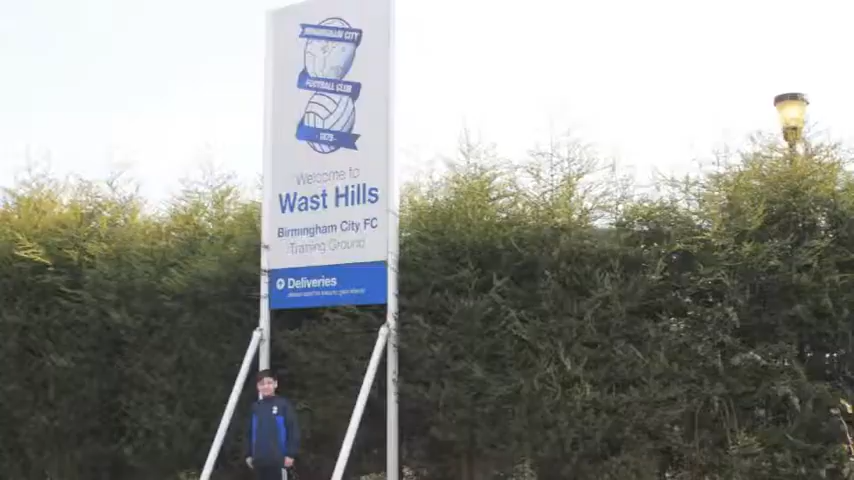 BIRMINGHAM CITY
FOOTBALL CLUB
1875
Welcome to
Wast Hills
Birmingham City FC
Training Ground
Deliveries